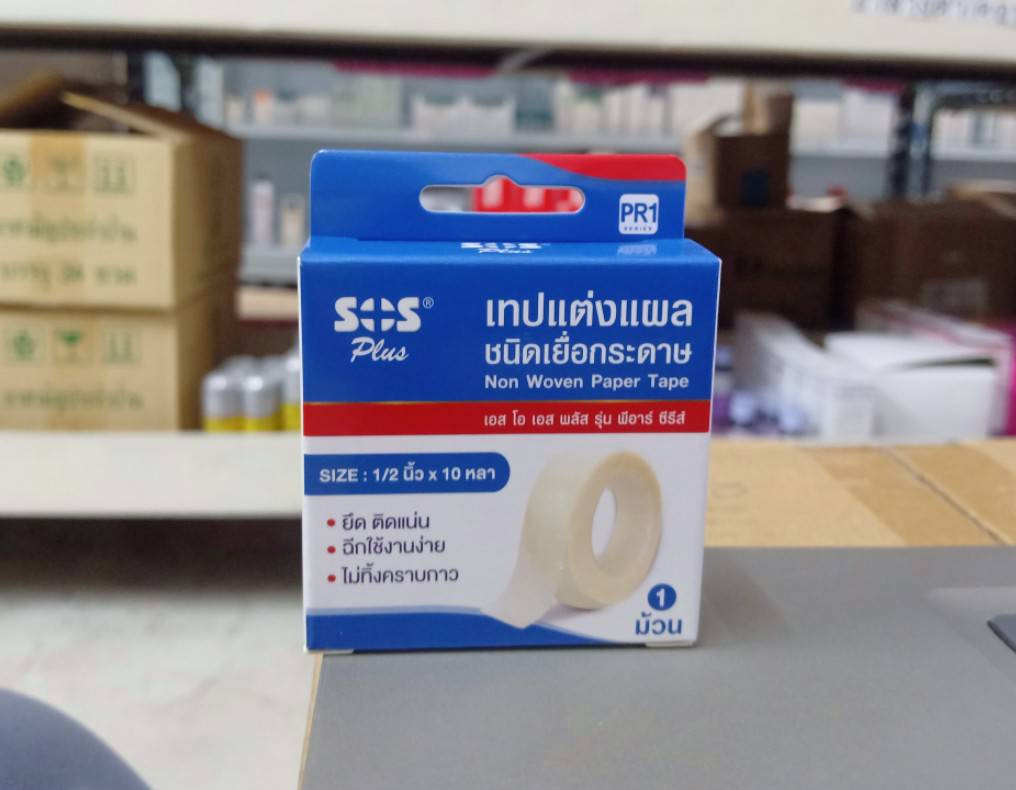 PR1
SERIES
SOS
Plus
SOS®
Plus
เทปแต่งแผล
ชนิดเยื่อกระดาษ
Non Woven Paper Tape
เอส โอ เอส พลัส รุ่น พีอาร์ ซีรีส์
SIZE : 1/2 นิ้ว x 10 หลา
• ยึด ติดแน่น
• ฉีกใช้งานง่าย
• ไม่ทิ้งคราบกาว
1
ม้วน